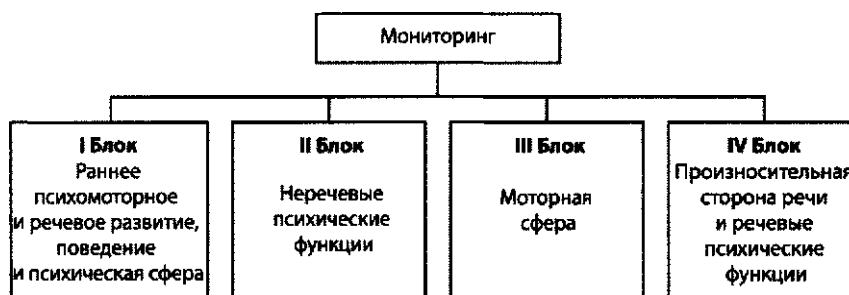 Мониторинг
I Блок
Раннее
психомоторное
и речевое развитие,
поведение
и психическая сфера
II Блок
Неречевые
психические
функции
III Блок
Моторная
сфера
IV Блок
Произносительная
сторона речи
и речевые
психические
функции